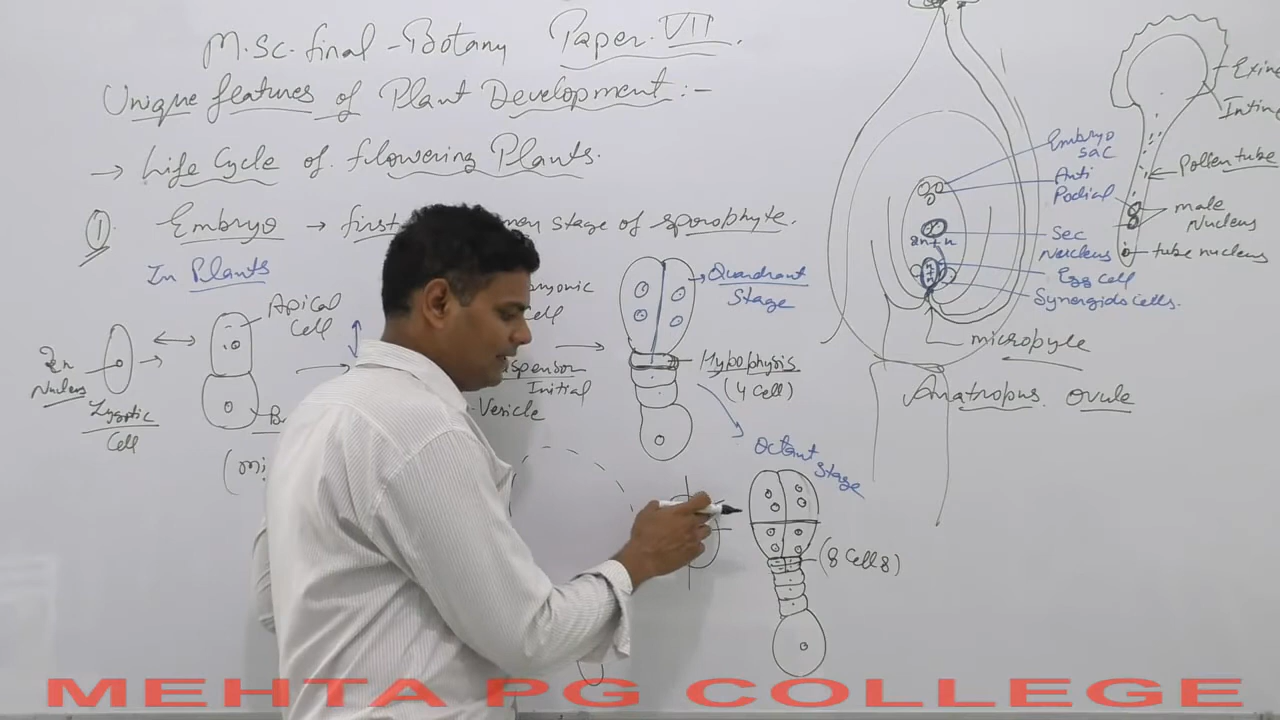 M.Sc. final - Botany Paper. VII.
Unique features of Plant Development :-
→ Life Cycle of flowering Plants.
① Embryo → first stage of sporophyte.
In Plants
2n
Nucleus
Zygotic
Cell
Apical
Cell
Cell
Initial
Vesicle
Quadrant
Stage
Hypophysis
(4 Cell)
Octant
Stage
(8 Cell8)
Embryo
Sac
Anti
Podial
Sec
Nucleus
2n+n
Egg cell
Synergids Cells.
micropyle
Anatropus ovule
Exine
Intine
Pollen tube
male
Nucleus
tube nucleus
MEHTA PG COLLEGE